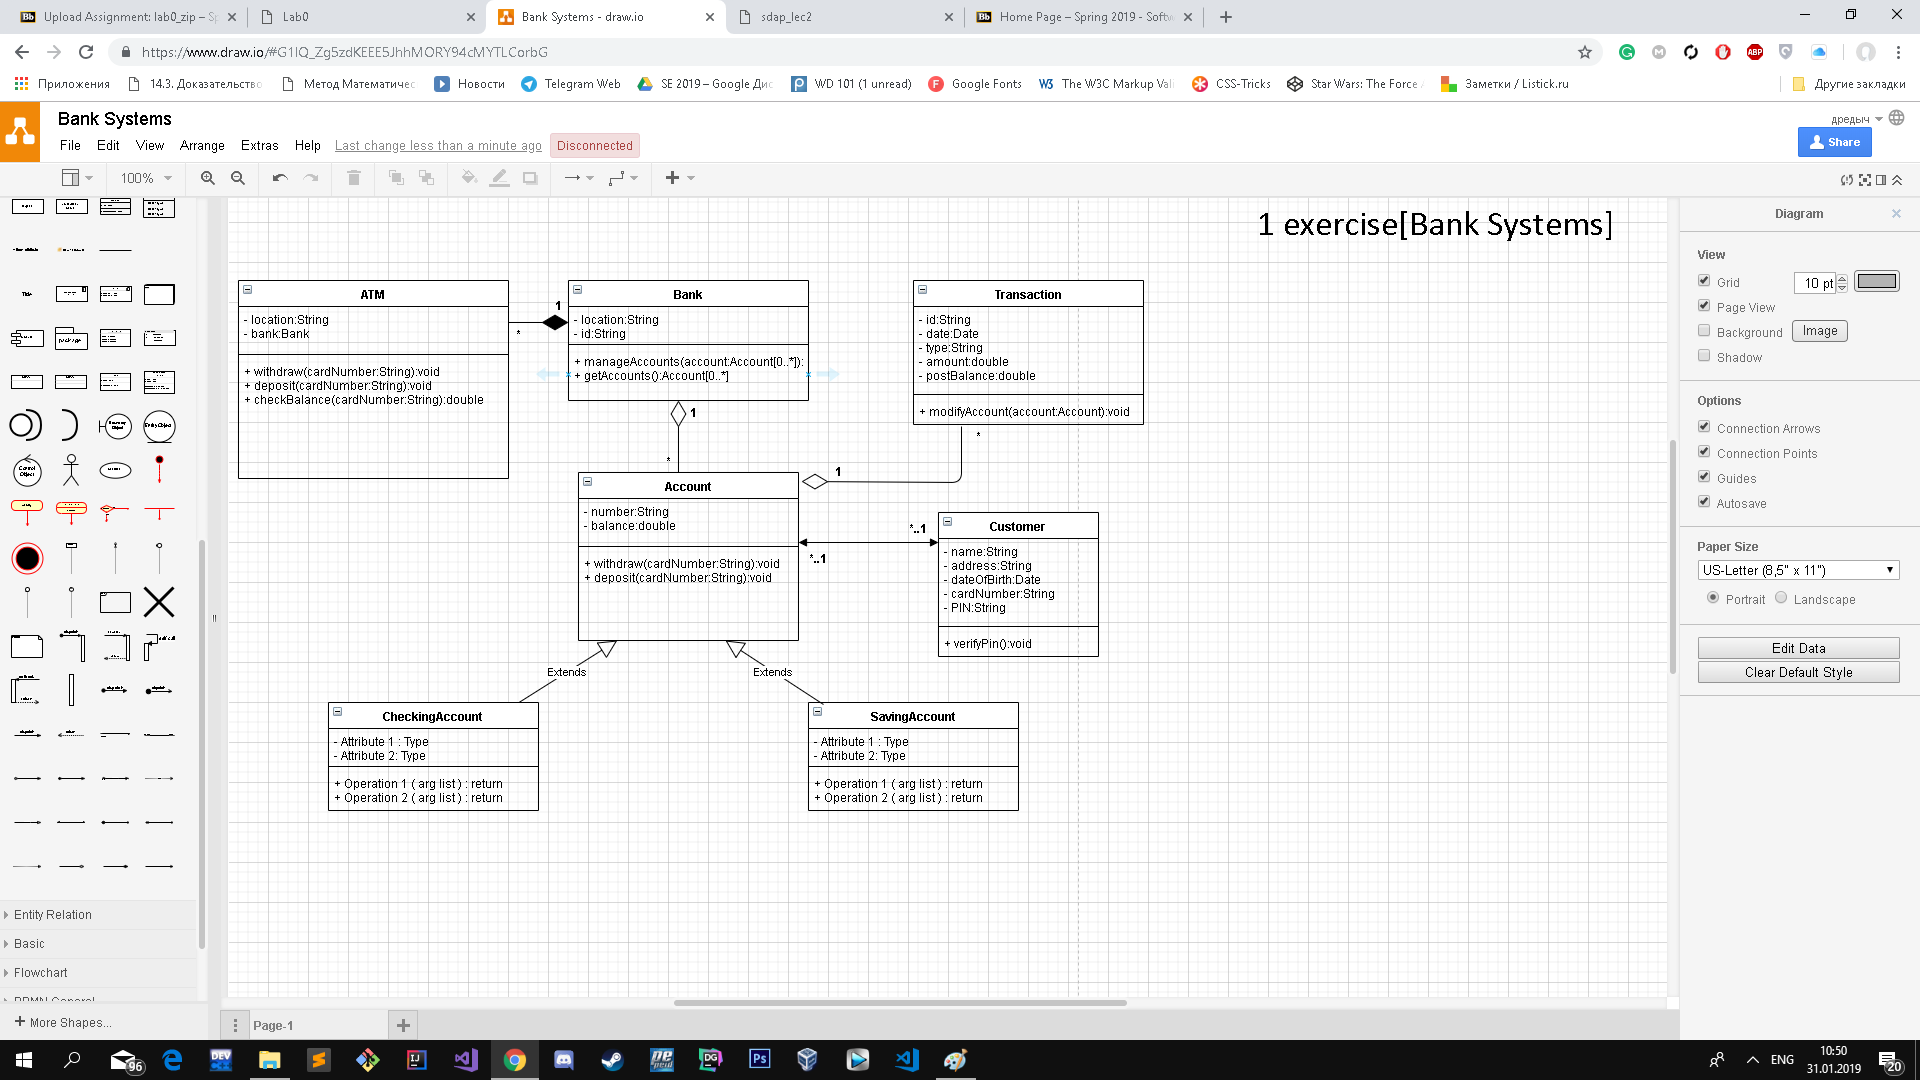 Upload Assignment: lab0_zip – S
Lab0
Bank Systems - draw.io
sdap_lec2
Home Page – Spring 2019 - Softw
https://www.draw.io/#G1IQ_Zg5zdKEEE5JhhMORY94cMYTLCorbG
Приложения
14.3. Доказательство
Метод Математичес
Новости
Telegram Web
SE 2019 – Google Дис
WD 101 (1 unread)
Google Fonts
The W3C Markup Vali
CSS-Tricks
Star Wars: The Force
Заметки / Listick.ru
Другие закладки
Bank Systems
дредыч
File Edit View Arrange Extras Help Last change less than a minute ago Disconnected
Share
100%
1 exercise[Bank Systems]
ATM
- location:String
- bank:Bank
+ withdraw(cardNumber:String):void
+ deposit(cardNumber:String):void
+ checkBalance(cardNumber:String):double
1
*
Bank
- location:String
- id:String
+ manageAccounts(account:Account[0..*]):
+ getAccounts():Account[0..*]
1
*
Transaction
- id:String
- date:Date
- type:String
- amount:double
- postBalance:double
+ modifyAccount(account:Account):void
*
1
Account
- number:String
- balance:double
+ withdraw(cardNumber:String):void
+ deposit(cardNumber:String):void
*..1
*..1
Customer
- name:String
- address:String
- dateOfBirth:Date
- cardNumber:String
- PIN:String
+ verifyPin():void
Extends
Extends
CheckingAccount
- Attribute 1 : Type
- Attribute 2: Type
+ Operation 1 ( arg list ) : return
+ Operation 2 ( arg list ) : return
SavingAccount
- Attribute 1 : Type
- Attribute 2: Type
+ Operation 1 ( arg list ) : return
+ Operation 2 ( arg list ) : return
Diagram
View
Grid
10 pt
Page View
Background
Image
Shadow
Options
Connection Arrows
Connection Points
Guides
Autosave
Paper Size
US-Letter (8,5" x 11")
Portrait
Landscape
Edit Data
Clear Default Style
Entity Relation
Basic
Flowchart
BPMN General
+ More Shapes...
Page-1
96
ENG
10:50
31.01.2019
20